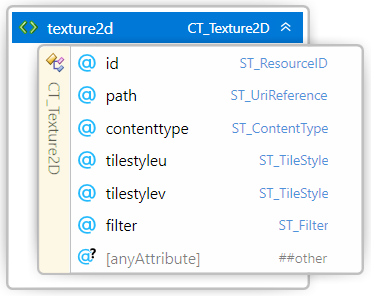 texture2d CT_Texture2D
CT_Texture2D
@ id ST_ResourceID
@ path ST_UriReference
@ contenttype ST_ContentType
@ tilestyleu ST_TileStyle
@ tilestylev ST_TileStyle
@ filter ST_Filter
@? [anyAttribute] ##other